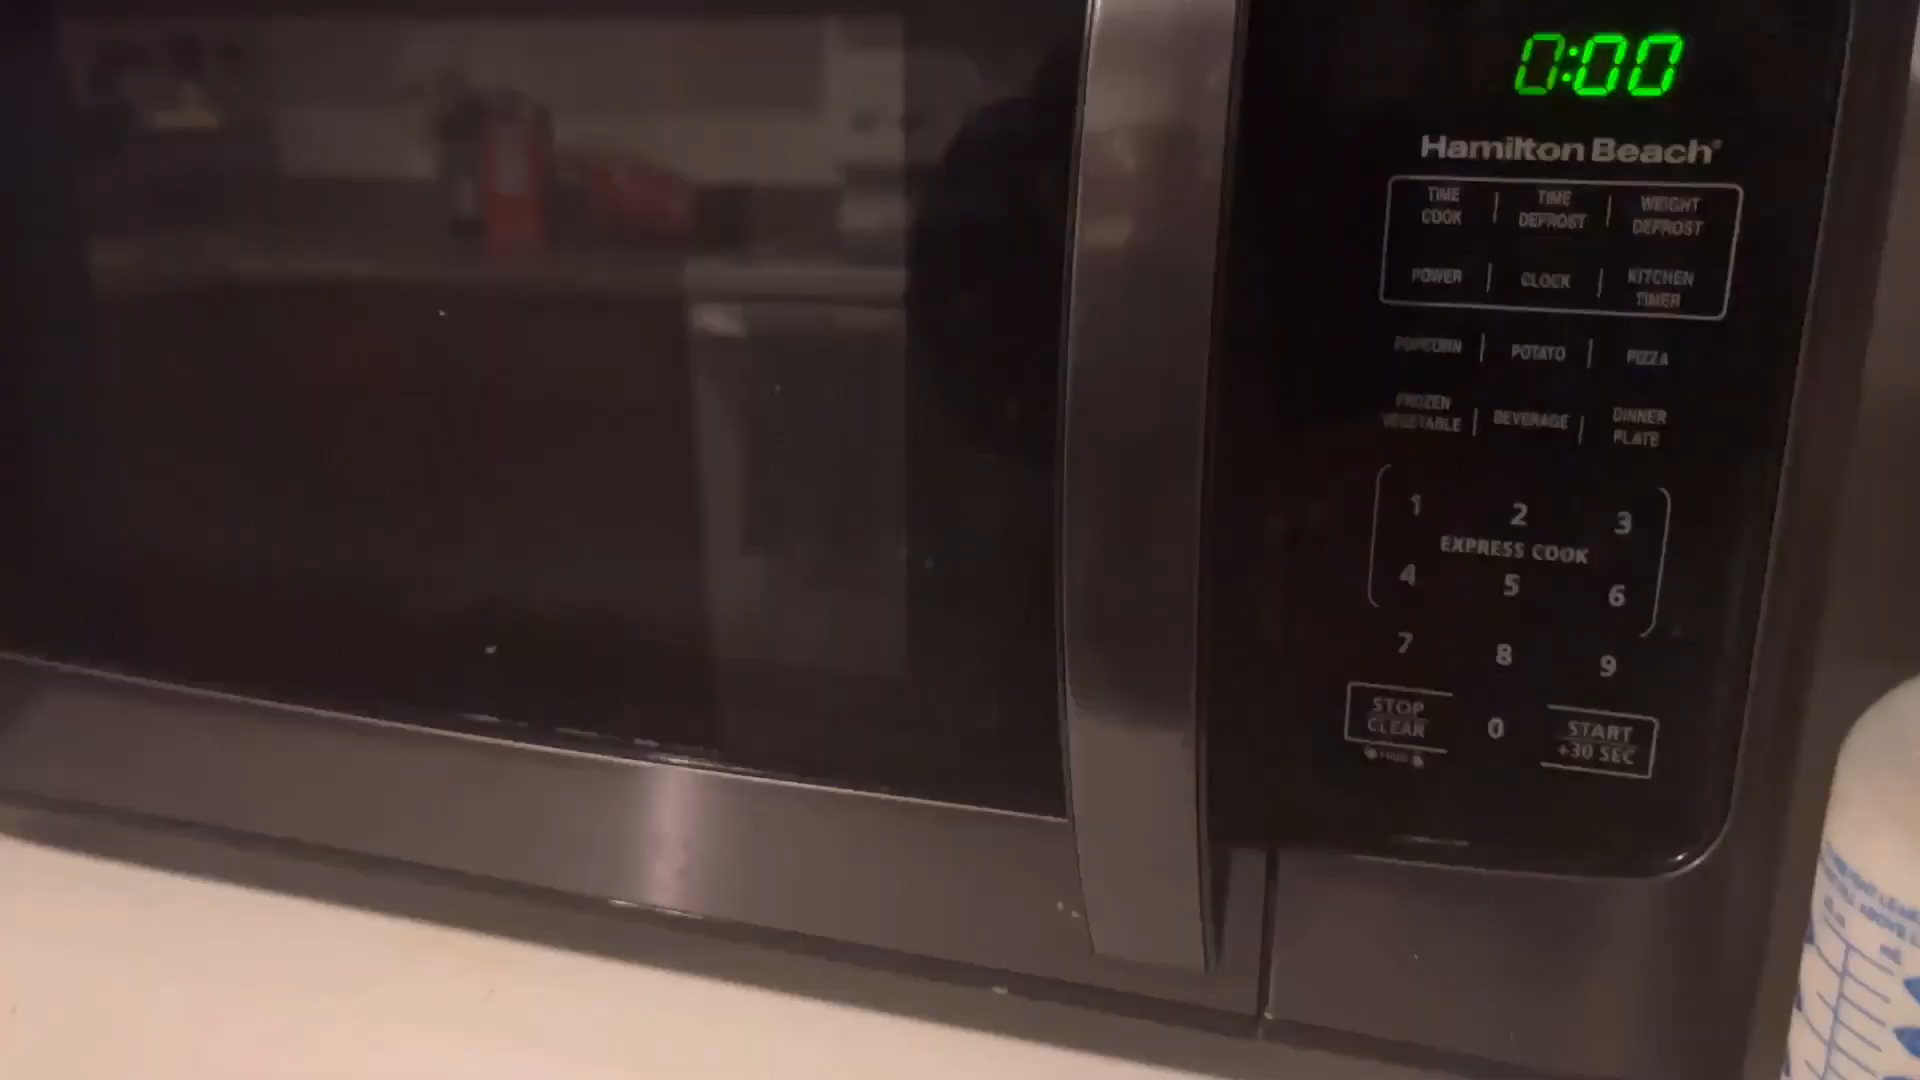 0:00
Hamilton Beach®
TIME COOK | TIME DEFROST | WEIGHT DEFROST
POWER | CLOCK | KITCHEN TIMER
POPCORN | POTATO | PIZZA
FROZEN VEGETABLE | BEVERAGE | DINNER PLATE
1 2 3
EXPRESS COOK
4 5 6
7 8 9
STOP CLEAR 0 START +30 SEC